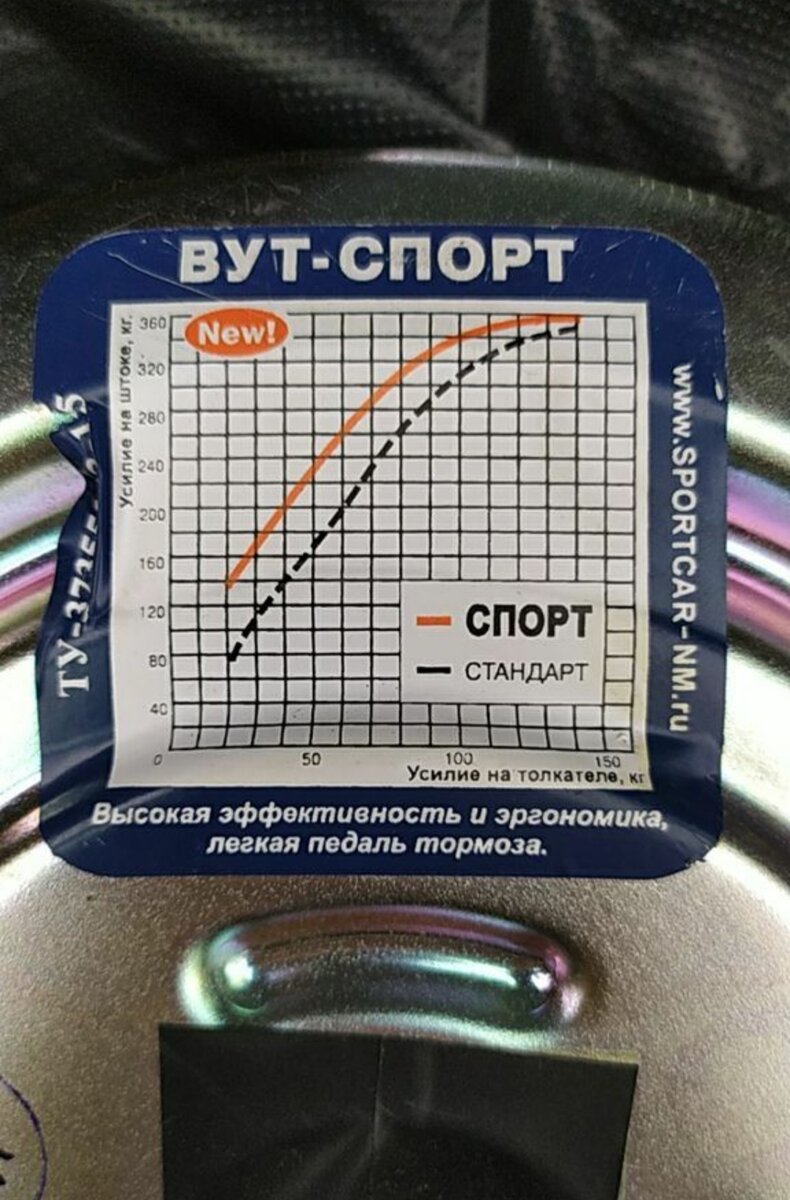 ВУТ-СПОРТ
New!
Усилие на штоке, кг.
360
320
280
240
200
160
120
80
40
0
50
100
150
Усилие на толкателе, кг
СПОРТ
СТАНДАРТ
www.SPORTCAR-NM.ru
Высокая эффективность и эргономика,
легкая педаль тормоза.